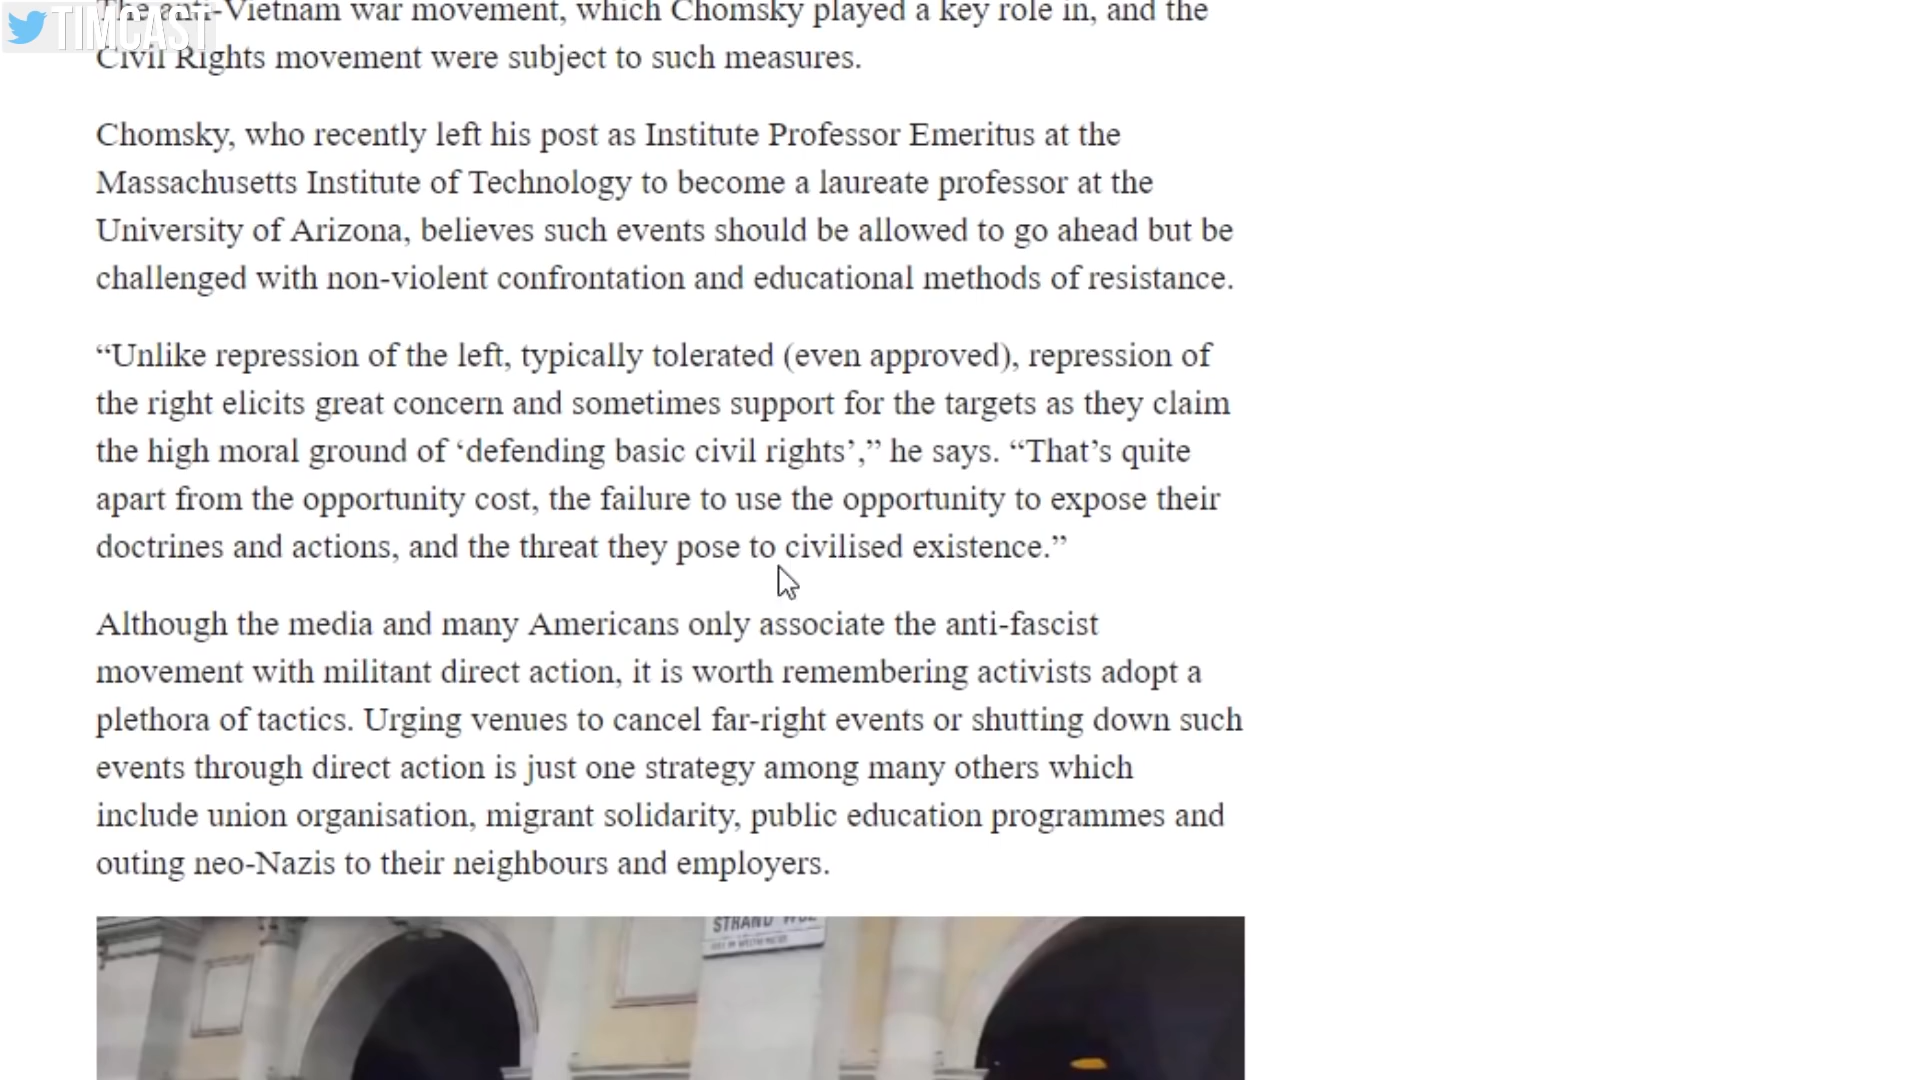 TIMCAST
The anti-Vietnam war movement, which Chomsky played a key role in, and the
Civil Rights movement were subject to such measures.
Chomsky, who recently left his post as Institute Professor Emeritus at the
Massachusetts Institute of Technology to become a laureate professor at the
University of Arizona, believes such events should be allowed to go ahead but be
challenged with non-violent confrontation and educational methods of resistance.
“Unlike repression of the left, typically tolerated (even approved), repression of
the right elicits great concern and sometimes support for the targets as they claim
the high moral ground of ‘defending basic civil rights’,” he says. “That’s quite
apart from the opportunity cost, the failure to use the opportunity to expose their
doctrines and actions, and the threat they pose to civilised existence.”
Although the media and many Americans only associate the anti-fascist
movement with militant direct action, it is worth remembering activists adopt a
plethora of tactics. Urging venues to cancel far-right events or shutting down such
events through direct action is just one strategy among many others which
include union organisation, migrant solidarity, public education programmes and
outing neo-Nazis to their neighbours and employers.
STRAND